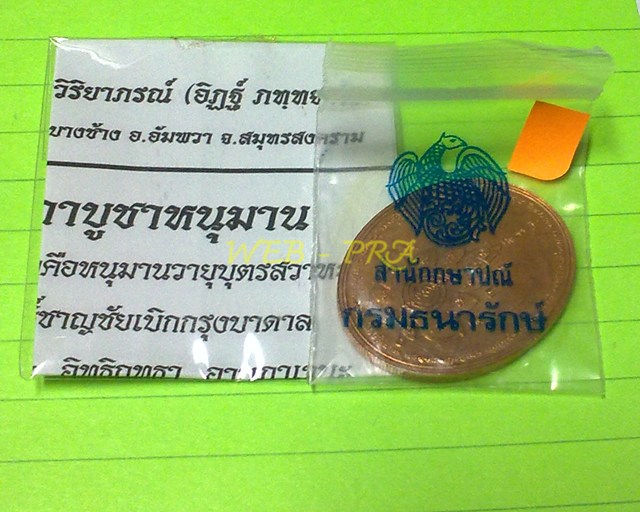 วิริยาภรณ์ (อิฏฐ์ ภทฺท
บางช้าง อ.อัมพวา จ.สมุทรสงคราม
าบูชาหนุมาน
คือหนุมานวายุบุตรสวาหะ
ชาญชัยเบิกกรุงบาดาล
WEB - PRA
สำนักกษาปณ์
กรมธนารักษ์